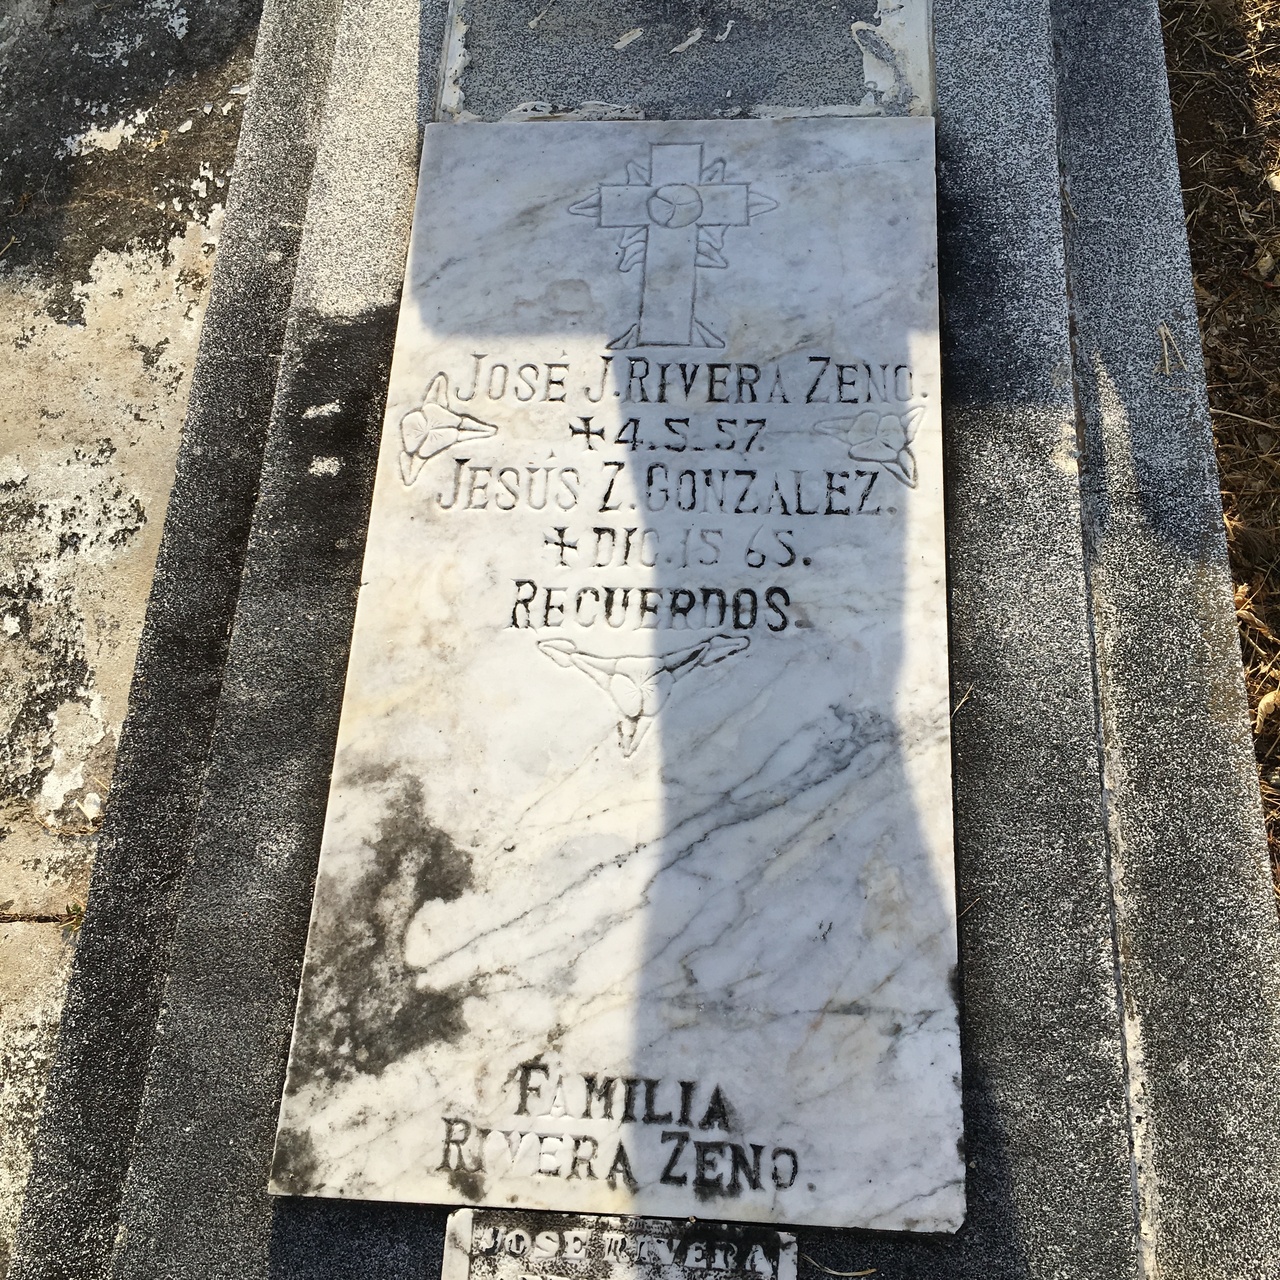 JOSÉ J. RIVERA ZENO.
✝ 4.5.57.
JESÚS Z. GONZALEZ.
✝ DIC. 15 65.
RECUERDOS.
FAMILIA
RIVERA ZENO.
JOSE RIVERA